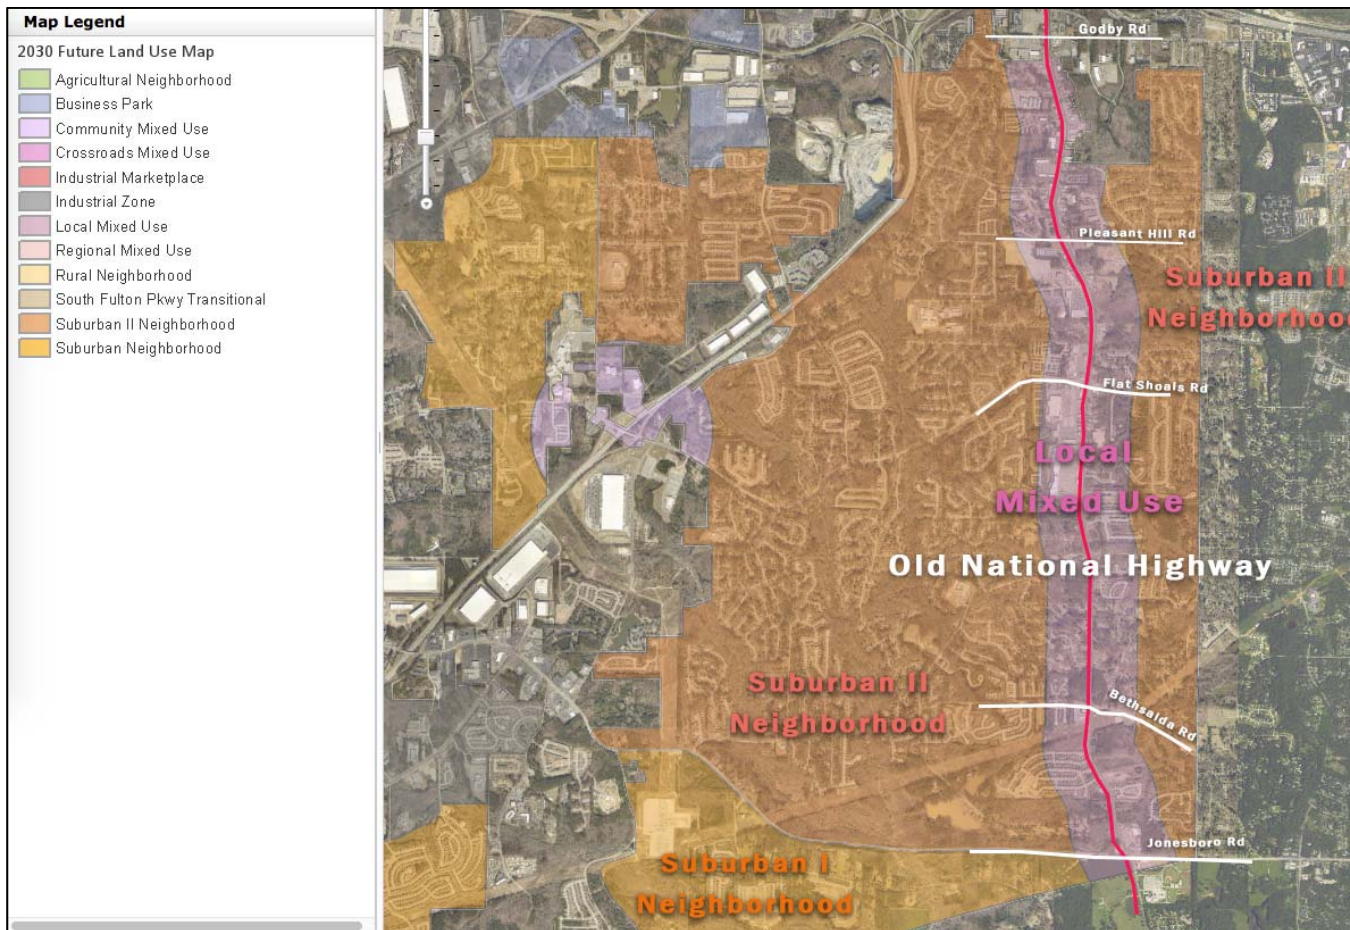 Map Legend
2030 Future Land Use Map
Agricultural Neighborhood
Business Park
Community Mixed Use
Crossroads Mixed Use
Industrial Marketplace
Industrial Zone
Local Mixed Use
Regional Mixed Use
Rural Neighborhood
South Fulton Pkwy Transitional
Suburban II Neighborhood
Suburban Neighborhood
Godby Rd
Pleasant Hill Rd
Suburban II
Neighborhood
Flat Shoals Rd
Local
Mixed Use
Old National Highway
Suburban II
Neighborhood
Bethsaida Rd
Jonesboro Rd
Suburban I
Neighborhood